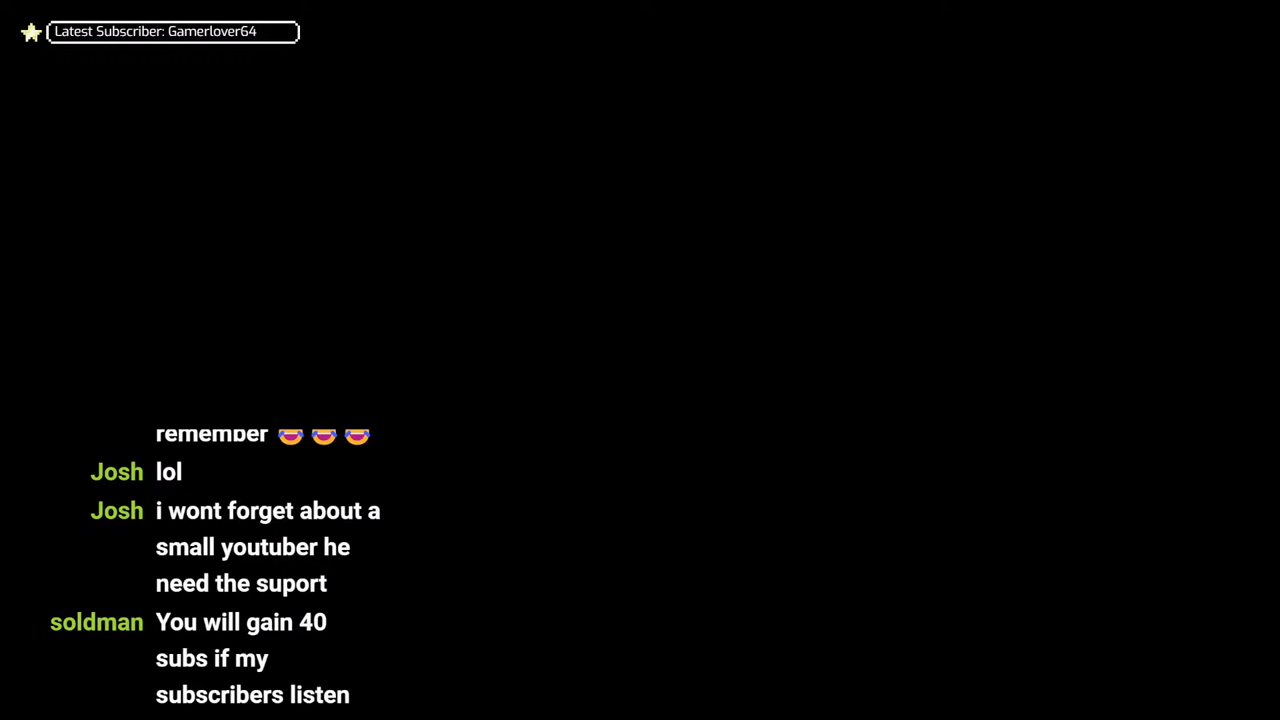 Latest Subscriber: Gamerlover64
remember 😂 😂 😂
Josh lol
Josh i wont forget about a
small youtuber he
need the suport
soldman You will gain 40
subs if my
subscribers listen